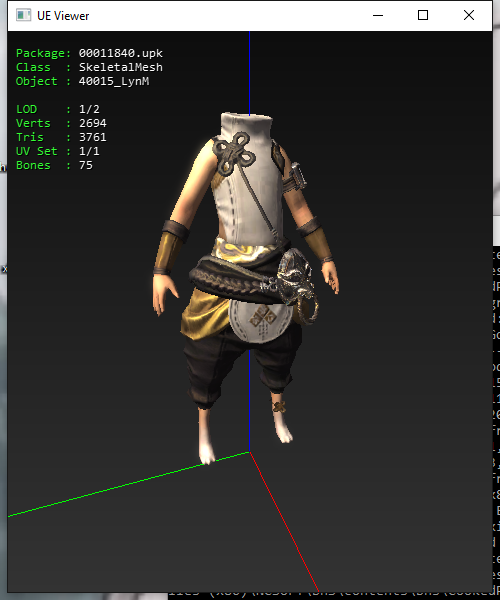 UE Viewer
Package: 00011840.upk
Class : SkeletalMesh
Object : 40015_LynM
LOD : 1/2
Verts : 2694
Tris : 3761
UV Set : 1/1
Bones : 75